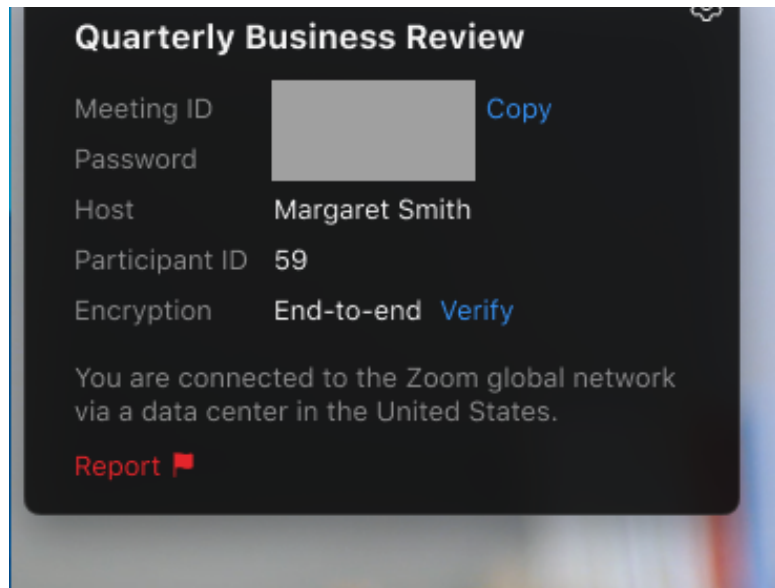 Quarterly Business Review
Meeting ID Copy
Password
Host Margaret Smith
Participant ID 59
Encryption End-to-end Verify
You are connected to the Zoom global network
via a data center in the United States.
Report